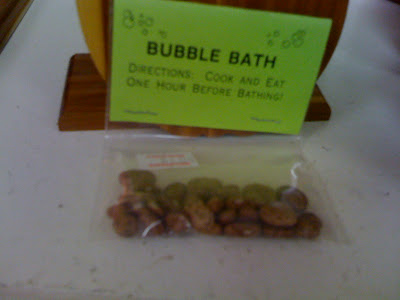 BUBBLE BATH
DIRECTIONS: COOK AND EAT
ONE HOUR BEFORE BATHING!